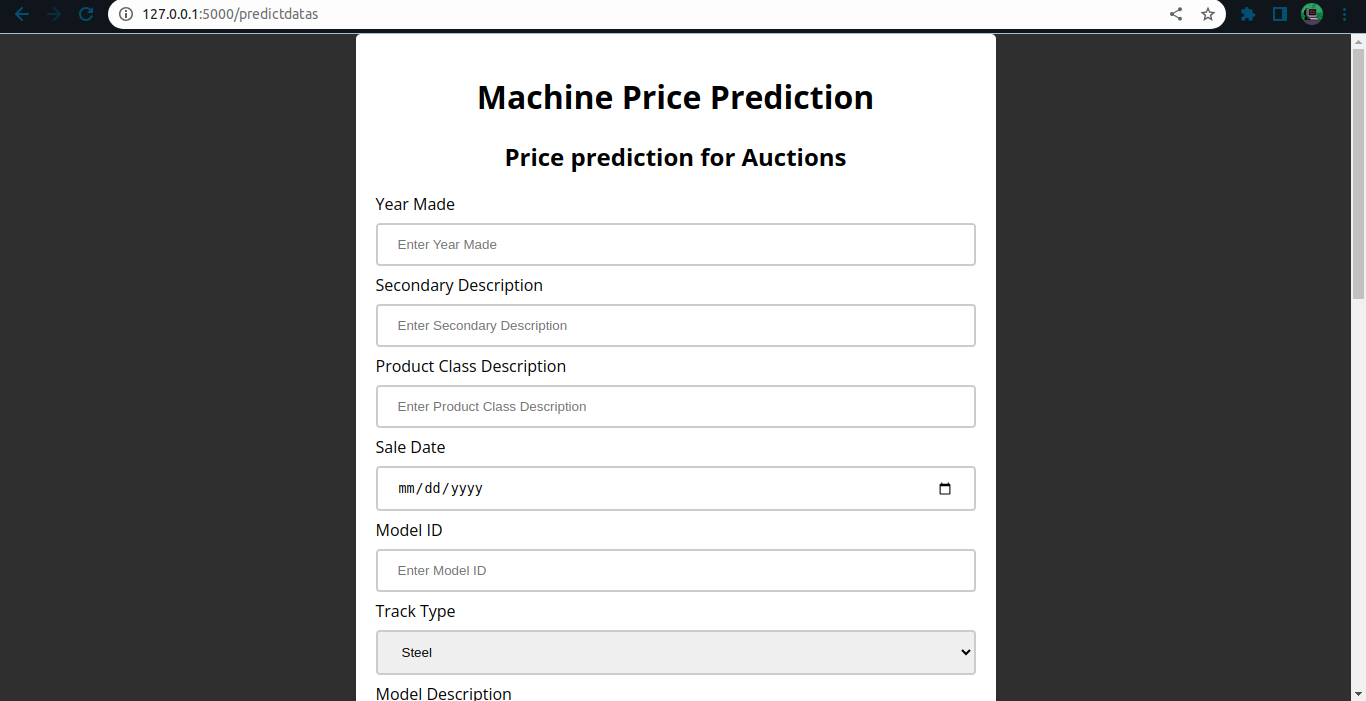 127.0.0.1:5000/predictdatas
Machine Price Prediction
Price prediction for Auctions
Year Made
Enter Year Made
Secondary Description
Enter Secondary Description
Product Class Description
Enter Product Class Description
Sale Date
mm/dd/yyyy
Model ID
Enter Model ID
Track Type
Steel
Model Description